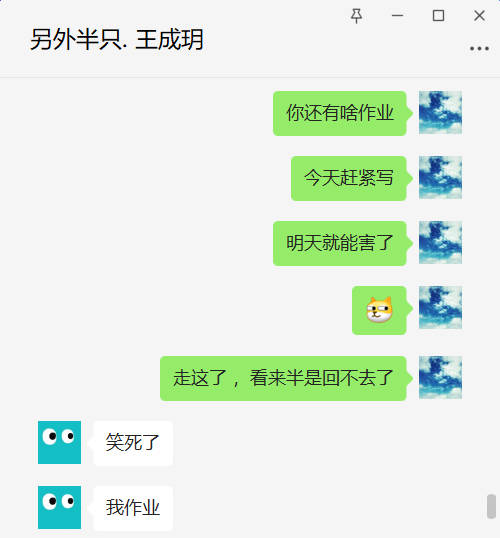 另外半只. 王成玥
你还有啥作业
今天赶紧写
明天就能害了
走这了，看来半是回不去了
笑死了
我作业